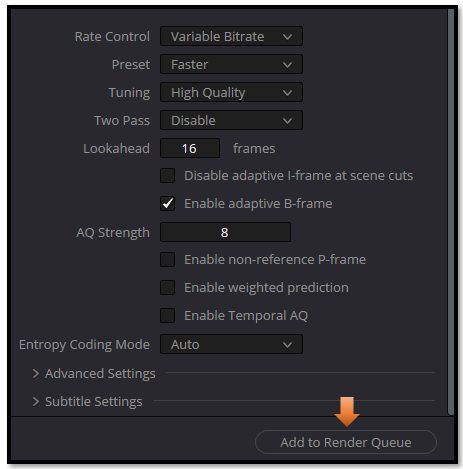 Rate Control Variable Bitrate
Preset Faster
Tuning High Quality
Two Pass Disable
Lookahead 16 frames
Disable adaptive I-frame at scene cuts
Enable adaptive B-frame
AQ Strength 8
Enable non-reference P-frame
Enable weighted prediction
Enable Temporal AQ
Entropy Coding Mode Auto
Advanced Settings
Subtitle Settings
Add to Render Queue